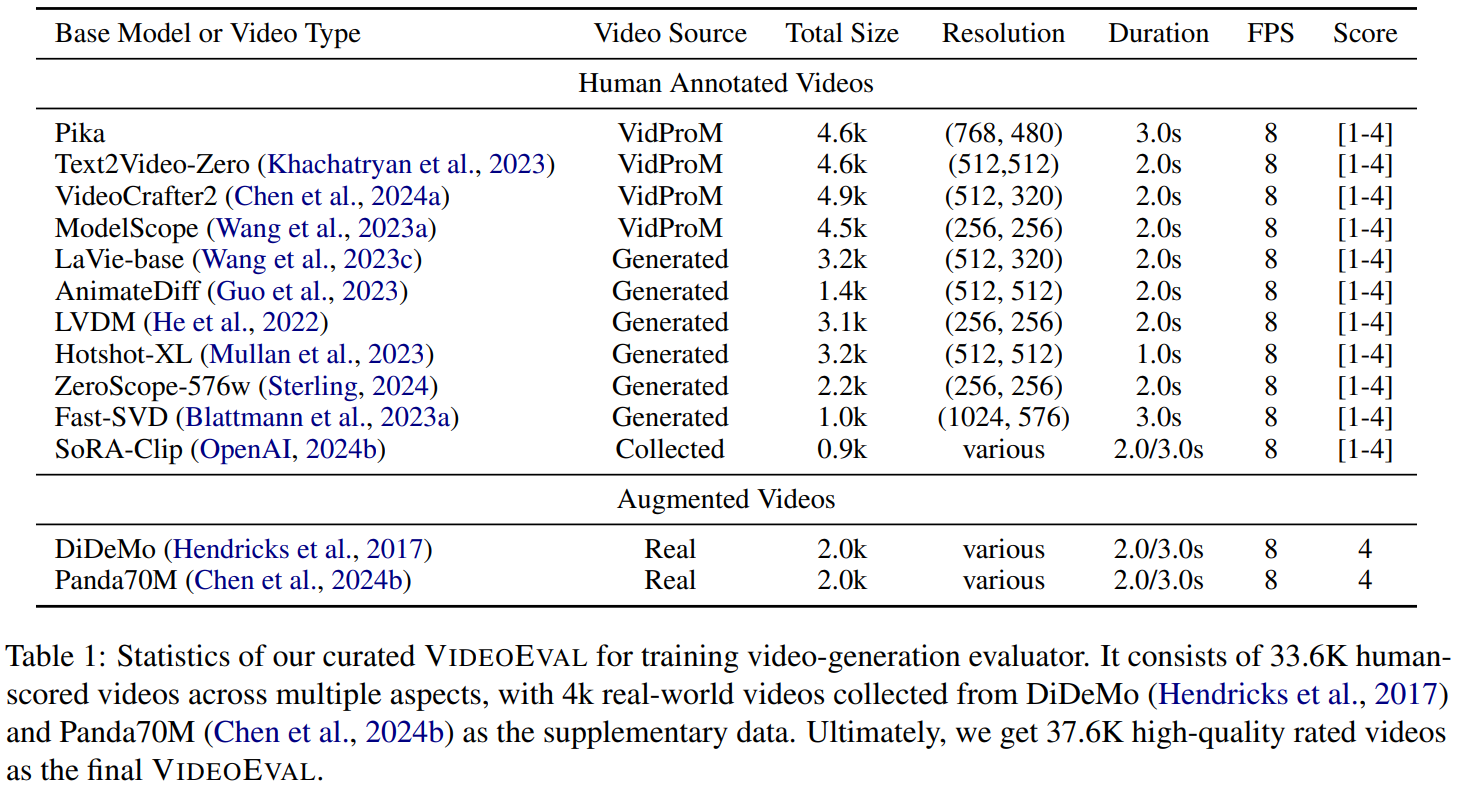 Base Model or Video Type Video Source Total Size Resolution Duration FPS Score
Human Annotated Videos
Pika VidProM 4.6k (768, 480) 3.0s 8 [1-4]
Text2Video-Zero (Khachatryan et al., 2023) VidProM 4.6k (512,512) 2.0s 8 [1-4]
VideoCrafter2 (Chen et al., 2024a) VidProM 4.9k (512, 320) 2.0s 8 [1-4]
ModelScope (Wang et al., 2023a) VidProM 4.5k (256, 256) 2.0s 8 [1-4]
LaVie-base (Wang et al., 2023c) Generated 3.2k (512, 320) 2.0s 8 [1-4]
AnimateDiff (Guo et al., 2023) Generated 1.4k (512, 512) 2.0s 8 [1-4]
LVDM (He et al., 2022) Generated 3.1k (256, 256) 2.0s 8 [1-4]
Hotshot-XL (Mullan et al., 2023) Generated 3.2k (512, 512) 1.0s 8 [1-4]
ZeroScope-576w (Sterling, 2024) Generated 2.2k (256, 256) 2.0s 8 [1-4]
Fast-SVD (Blattmann et al., 2023a) Generated 1.0k (1024, 576) 3.0s 8 [1-4]
SoRA-Clip (OpenAI, 2024b) Collected 0.9k various 2.0/3.0s 8 [1-4]
Augmented Videos
DiDeMo (Hendricks et al., 2017) Real 2.0k various 2.0/3.0s 8 4
Panda70M (Chen et al., 2024b) Real 2.0k various 2.0/3.0s 8 4
Table 1: Statistics of our curated VIDEOEVAL for training video-generation evaluator. It consists of 33.6K human-
scored videos across multiple aspects, with 4k real-world videos collected from DiDeMo (Hendricks et al., 2017)
and Panda70M (Chen et al., 2024b) as the supplementary data. Ultimately, we get 37.6K high-quality rated videos
as the final VIDEOEVAL.